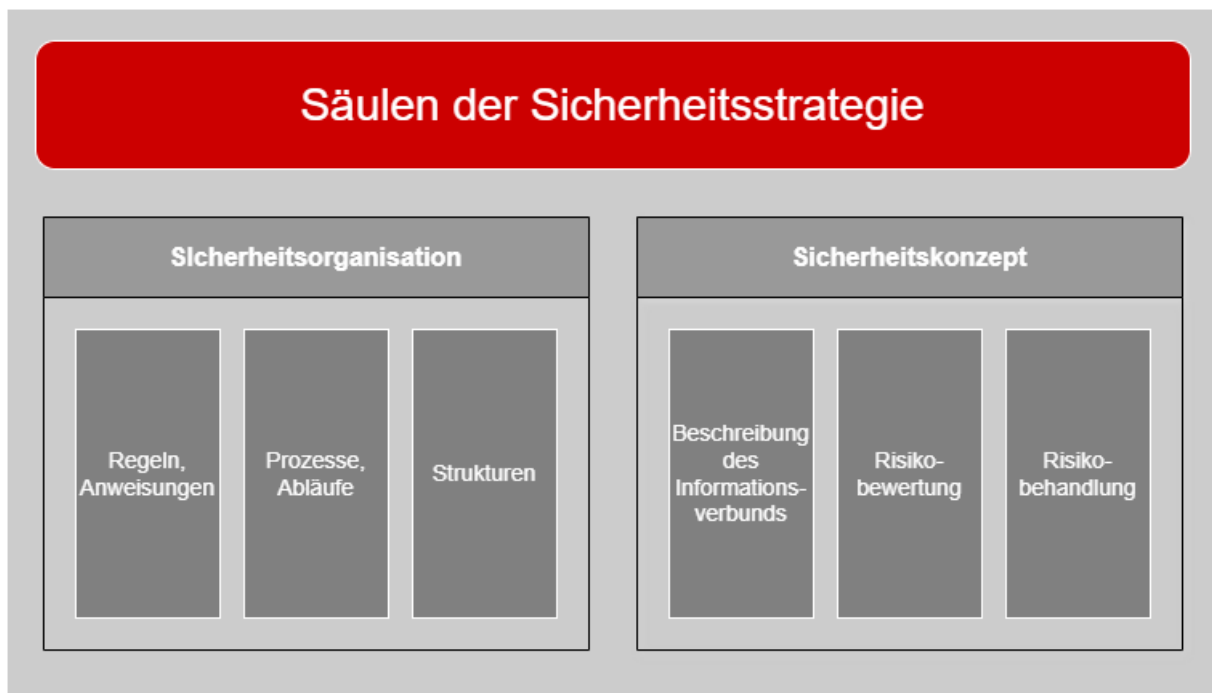 Säulen der Sicherheitsstrategie
SIcherheitsorganisation
Regeln,
Anweisungen
Prozesse,
Abläufe
Strukturen
Sicherheitskonzept
Beschreibung
des
Informations-
verbunds
Risiko-
bewertung
Risiko-
behandlung